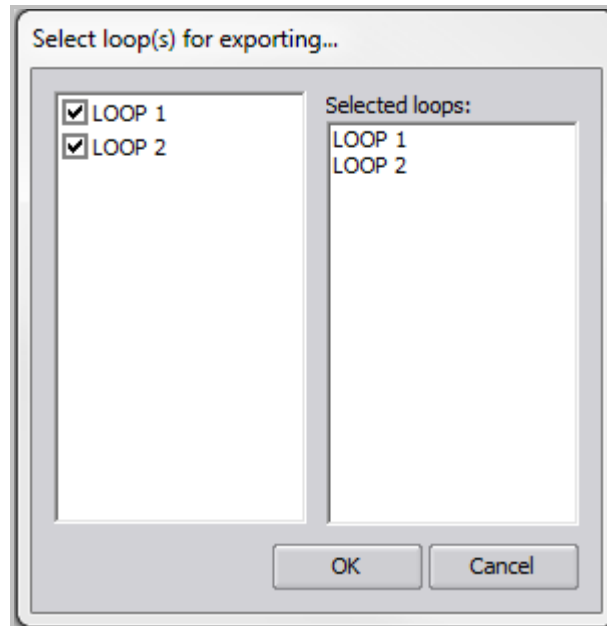 Select loop(s) for exporting...
LOOP 1
LOOP 2
Selected loops:
LOOP 1
LOOP 2
OK
Cancel